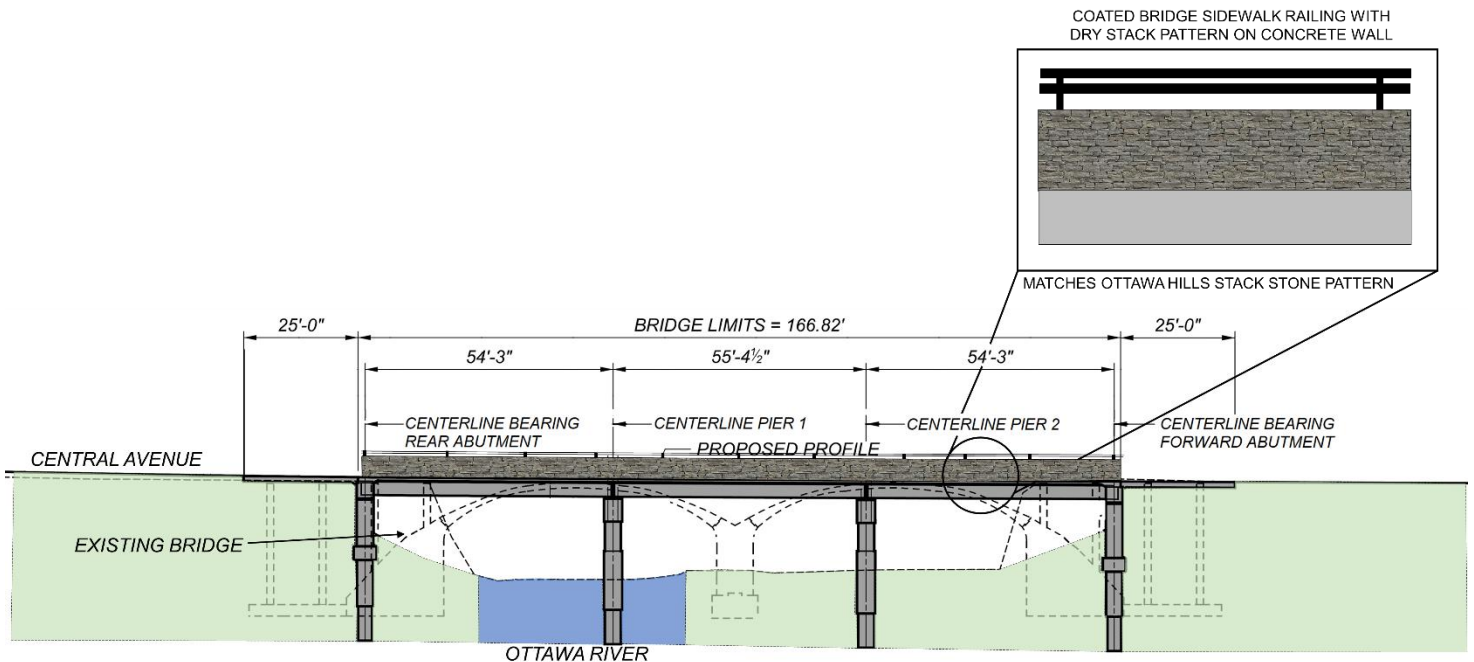 COATED BRIDGE SIDEWALK RAILING WITH
DRY STACK PATTERN ON CONCRETE WALL
MATCHES OTTAWA HILLS STACK STONE PATTERN
25'-0"
BRIDGE LIMITS = 166.82'
25'-0"
54'-3"
55'-4½"
54'-3"
CENTERLINE BEARING
REAR ABUTMENT
CENTERLINE PIER 1
CENTERLINE PIER 2
CENTERLINE BEARING
FORWARD ABUTMENT
PROPOSED PROFILE
CENTRAL AVENUE
EXISTING BRIDGE
OTTAWA RIVER